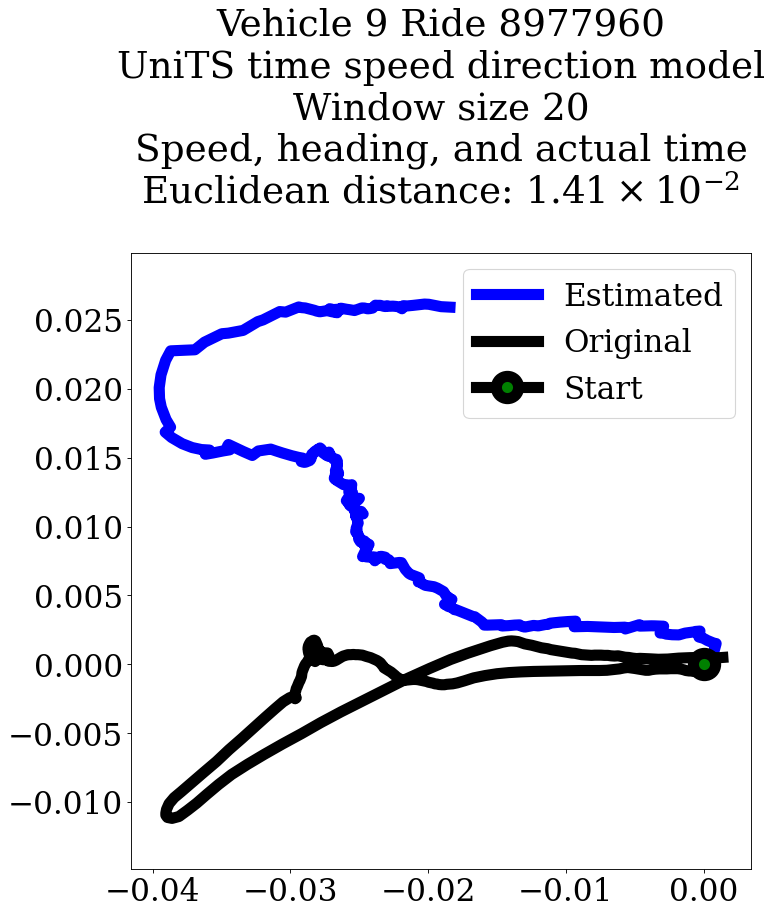 Vehicle 9 Ride 8977960
UniTS time speed direction model
Window size 20
Speed, heading, and actual time
Euclidean distance: 1.41 × 10⁻²
Estimated
Original
Start
0.025
0.020
0.015
0.010
0.005
0.000
−0.005
−0.010
−0.04 −0.03 −0.02 −0.01 0.00